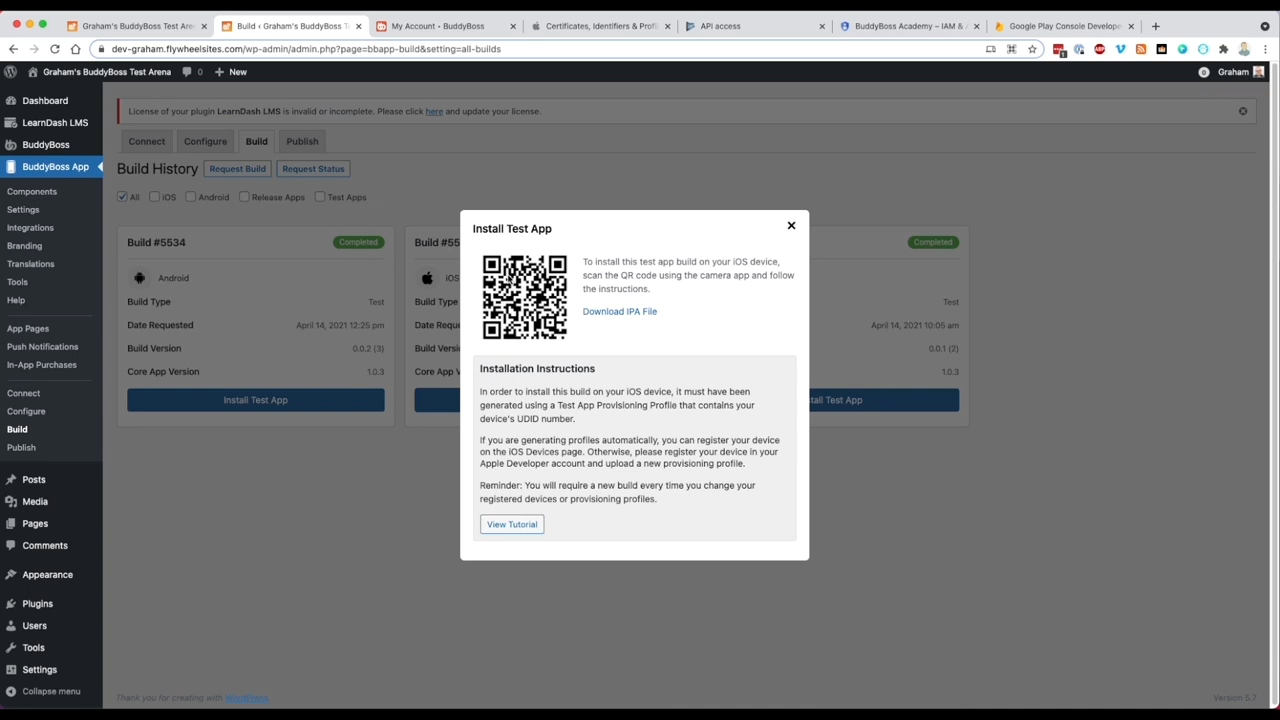 Graham's BuddyBoss Test Aren
Build ‹ Graham's BuddyBoss Te
My Account - BuddyBoss
Certificates, Identifiers & Profil
API access
BuddyBoss Academy – IAM & A
Google Play Console Develope
dev-graham.flywheelsites.com/wp-admin/admin.php?page=bbapp-build&setting=all-builds
Graham's BuddyBoss Test Arena
0
New
0
Graham
Dashboard
LearnDash LMS
BuddyBoss
BuddyBoss App
Components
Settings
Integrations
Branding
Translations
Tools
Help
App Pages
Push Notifications
In-App Purchases
Connect
Configure
Build
Publish
Posts
Media
Pages
Comments
Appearance
Plugins
Users
Tools
Settings
Collapse menu
License of your plugin LearnDash LMS is invalid or incomplete. Please click here and update your license.
Connect
Configure
Build
Publish
Build History
Request Build
Request Status
All
iOS
Android
Release Apps
Test Apps
Build #5534
Completed
Android
Build Type
Test
Date Requested
April 14, 2021 12:25 pm
Build Version
0.0.2 (3)
Core App Version
1.0.3
Install Test App
Build #55
iOS
Build Type
Date Requ
Build Versi
Core App V
Completed
Test
April 14, 2021 10:05 am
0.0.1 (2)
1.0.3
tall Test App
Install Test App
To install this test app build on your iOS device,
scan the QR code using the camera app and follow
the instructions.
Download IPA File
Installation Instructions
In order to install this build on your iOS device, it must have been
generated using a Test App Provisioning Profile that contains your
device's UDID number.
If you are generating profiles automatically, you can register your device
on the iOS Devices page. Otherwise, please register your device in your
Apple Developer account and upload a new provisioning profile.
Reminder: You will require a new build every time you change your
registered devices or provisioning profiles.
View Tutorial
Thank you for creating with WordPress.
Version 5.7